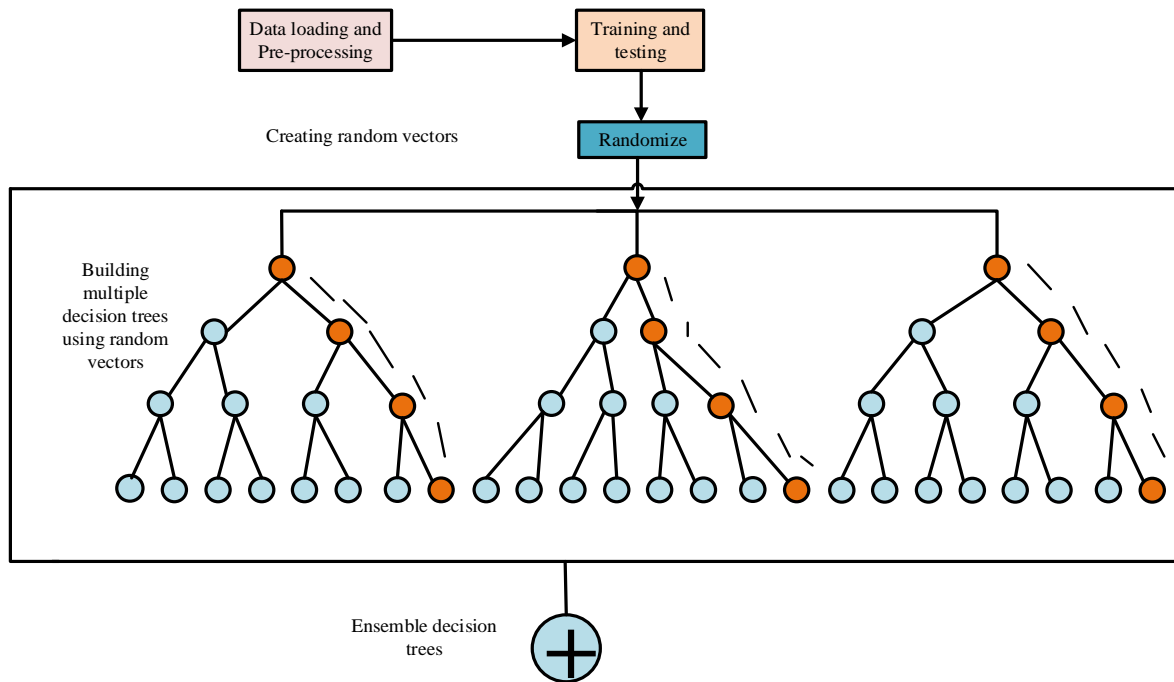 Data loading and
Pre-processing
Training and
testing
Creating random vectors
Randomize
Building
multiple
decision trees
using random
vectors
Ensemble decision
trees